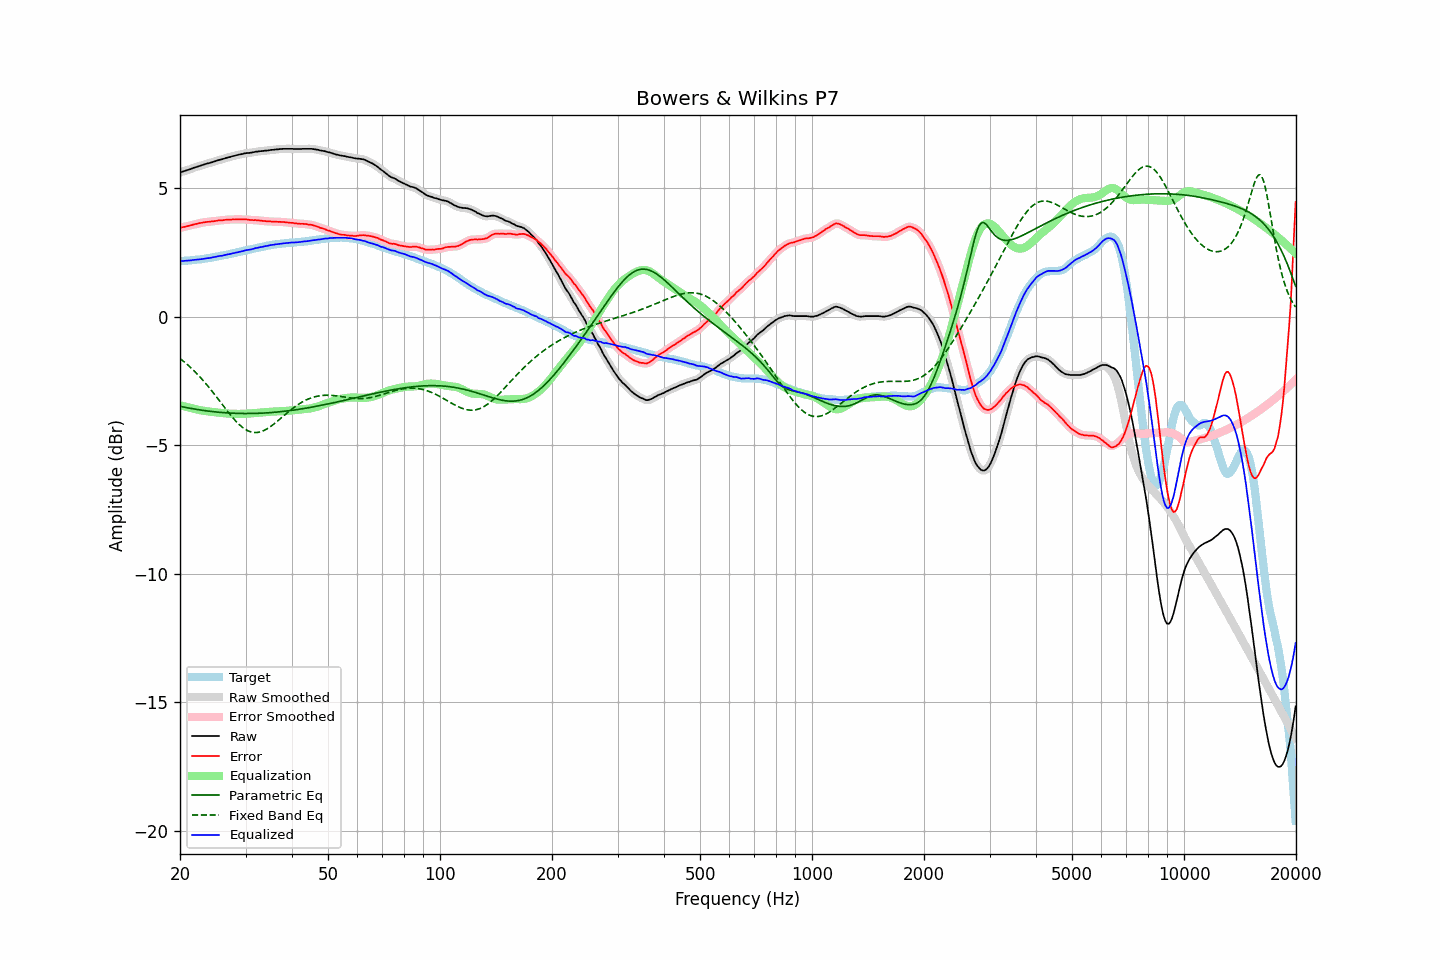 Bowers & Wilkins P7
Amplitude (dBr)
5
0
−5
−10
−15
−20
Target
Raw Smoothed
Error Smoothed
Raw
Error
Equalization
Parametric Eq
Fixed Band Eq
Equalized
20 50 100 200 500 1000 2000 5000 10000 20000
Frequency (Hz)